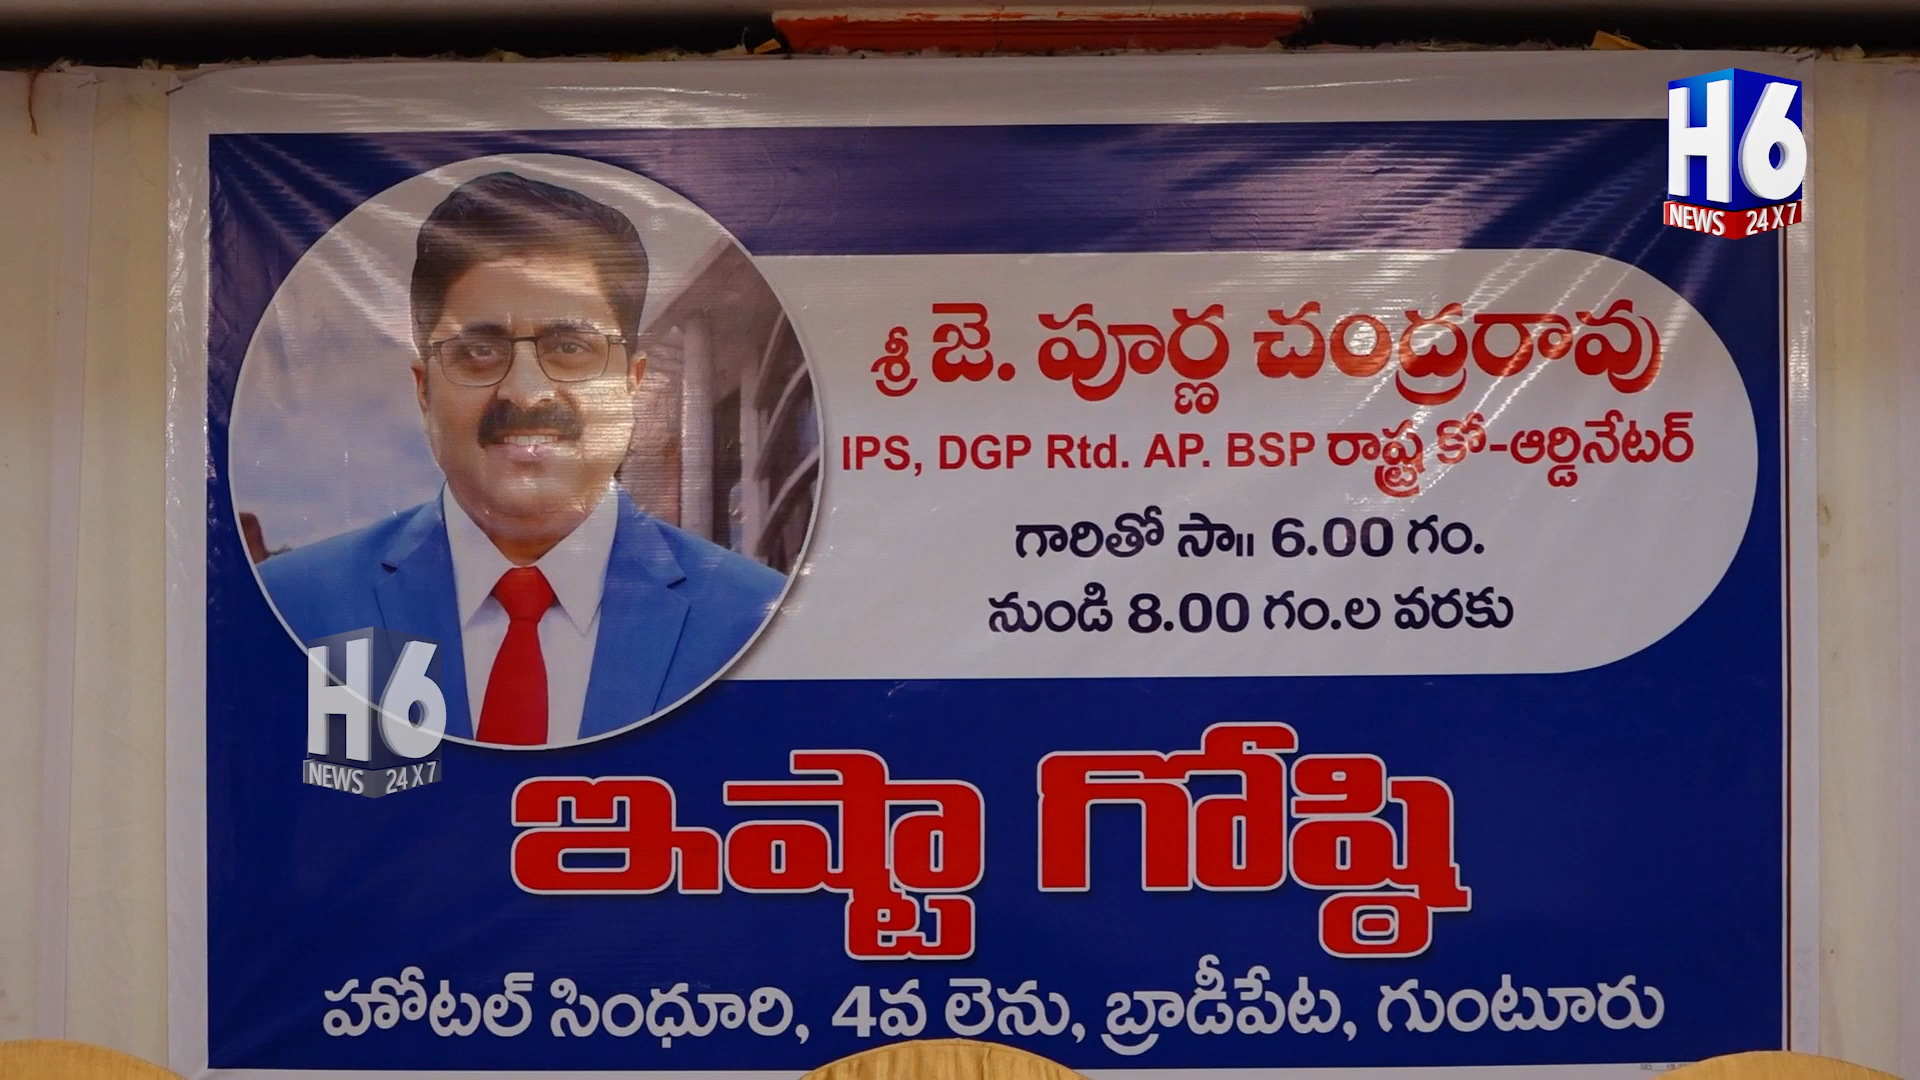 H6
NEWS 24X7
శ్రీ జె. పూర్ణ చంద్రరావు
IPS, DGP Rtd. AP. BSP రాష్ట్ర కో-ఆర్డినేటర్
గారితో సా॥ 6.00 గం.
నుండి 8.00 గం.ల వరకు
H6
NEWS 24X7
ఇష్టా గోష్ఠి
హోటల్ సింధూరి, 4వ లెను, బ్రాడీపేట, గుంటూరు